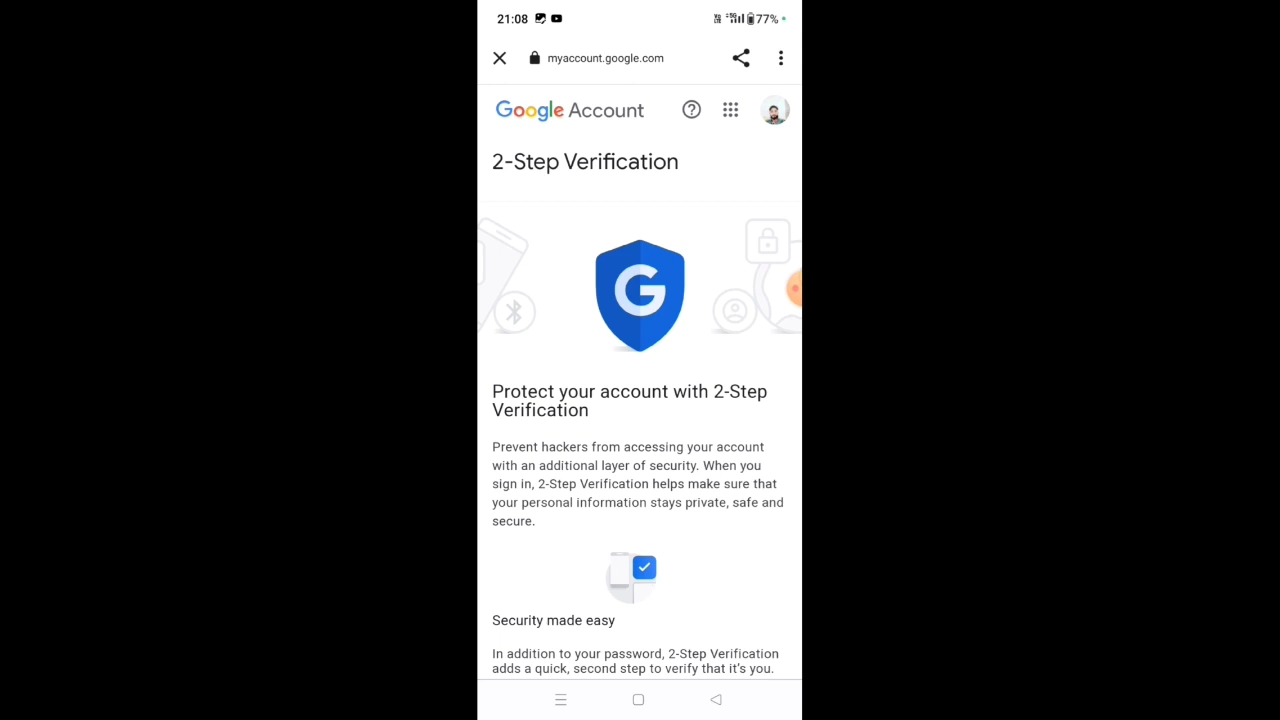 21:08 77%
myaccount.google.com
Google Account
2-Step Verification
G
Protect your account with 2-Step
Verification
Prevent hackers from accessing your account
with an additional layer of security. When you
sign in, 2-Step Verification helps make sure that
your personal information stays private, safe and
secure.
Security made easy
In addition to your password, 2-Step Verification
adds a quick, second step to verify that it's you.